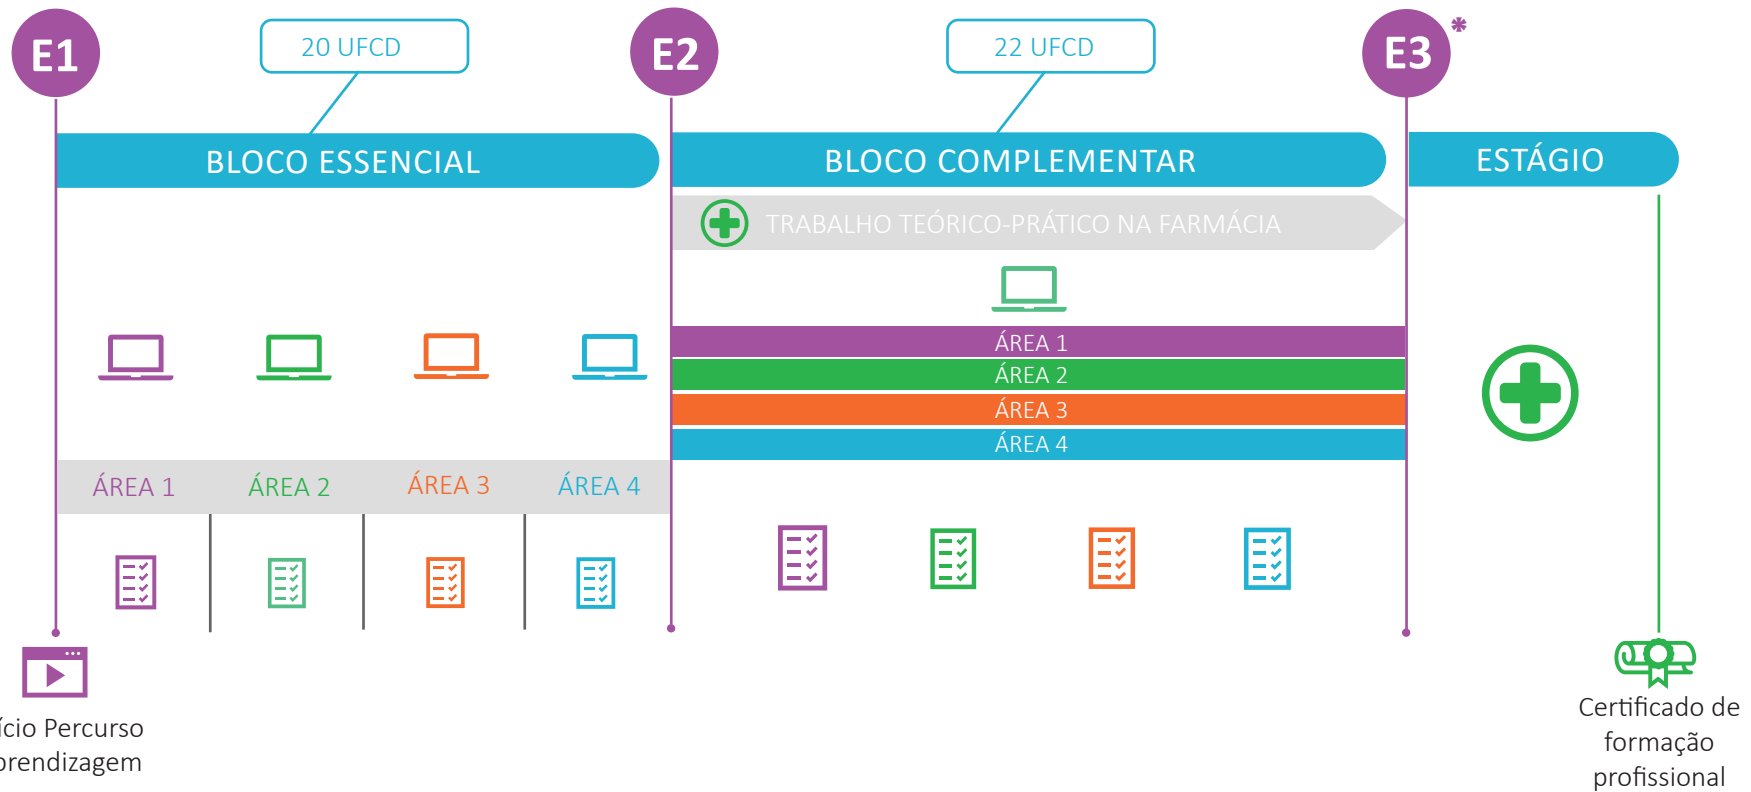 E1
20 UFCD
E2
22 UFCD
E3*
BLOCO ESSENCIAL
BLOCO COMPLEMENTAR
ESTÁGIO
TRABALHO TEÓRICO-PRÁTICO NA FARMÁCIA
ÁREA 1
ÁREA 2
ÁREA 3
ÁREA 4
ÁREA 1
ÁREA 2
ÁREA 3
ÁREA 4
Percurso
Certificado de
formação
profissional